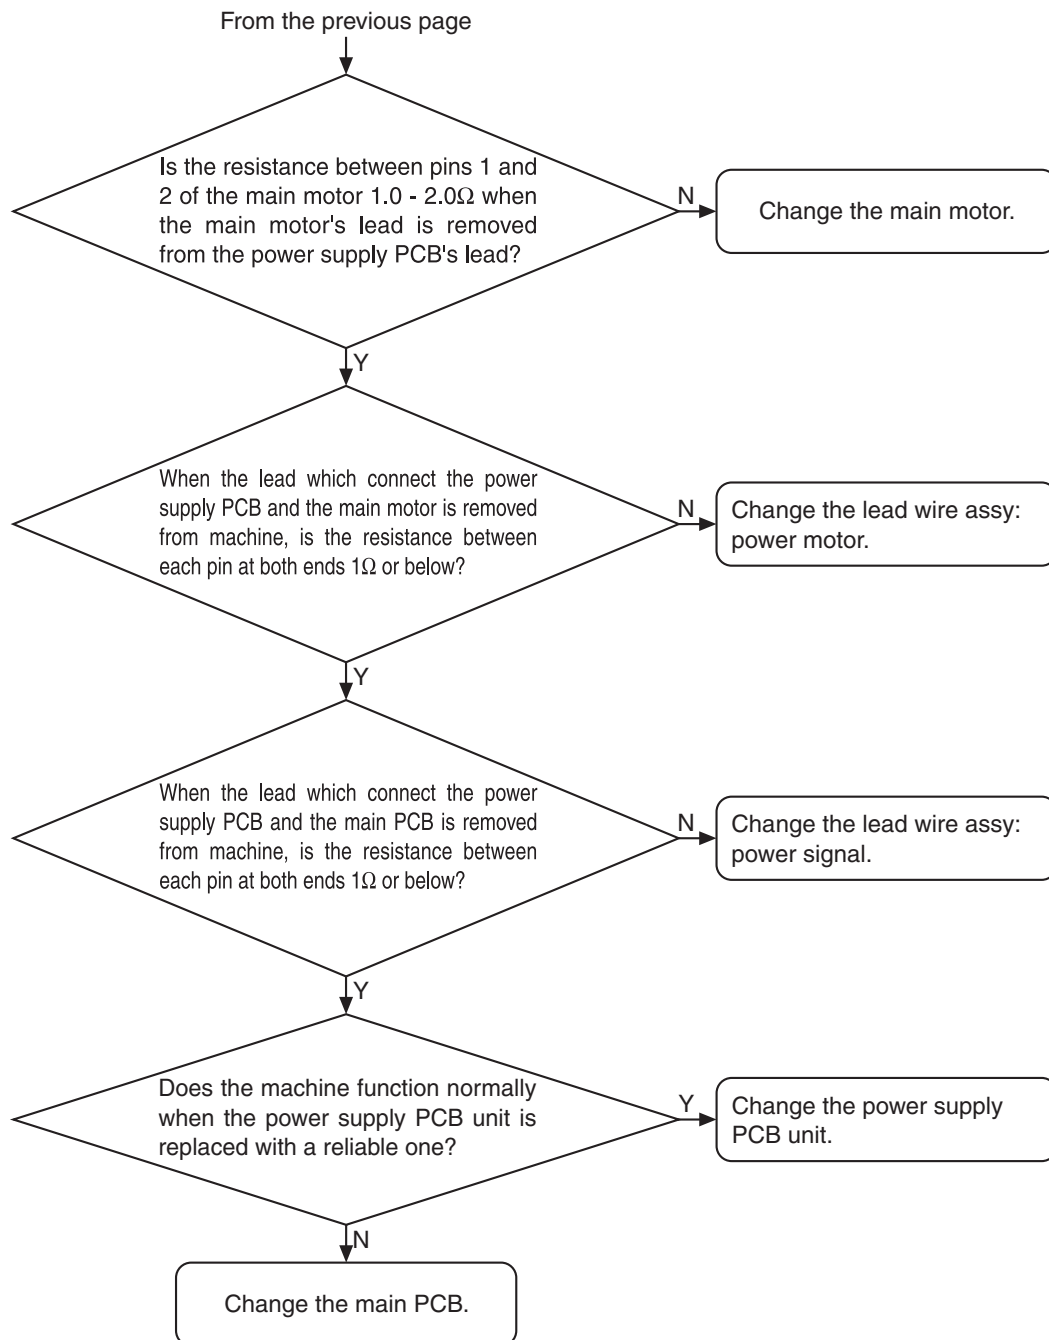 From the previous page
Is the resistance between pins 1 and
2 of the main motor 1.0 - 2.0Ω when
the main motor's lead is removed
from the power supply PCB's lead?
N
Change the main motor.
Y
When the lead which connect the power
supply PCB and the main motor is removed
from machine, is the resistance between
each pin at both ends 1Ω or below?
N
Change the lead wire assy:
power motor.
Y
When the lead which connect the power
supply PCB and the main PCB is removed
from machine, is the resistance between
each pin at both ends 1Ω or below?
N
Change the lead wire assy:
power signal.
Y
Does the machine function normally
when the power supply PCB unit is
replaced with a reliable one?
Y
Change the power supply
PCB unit.
N
Change the main PCB.